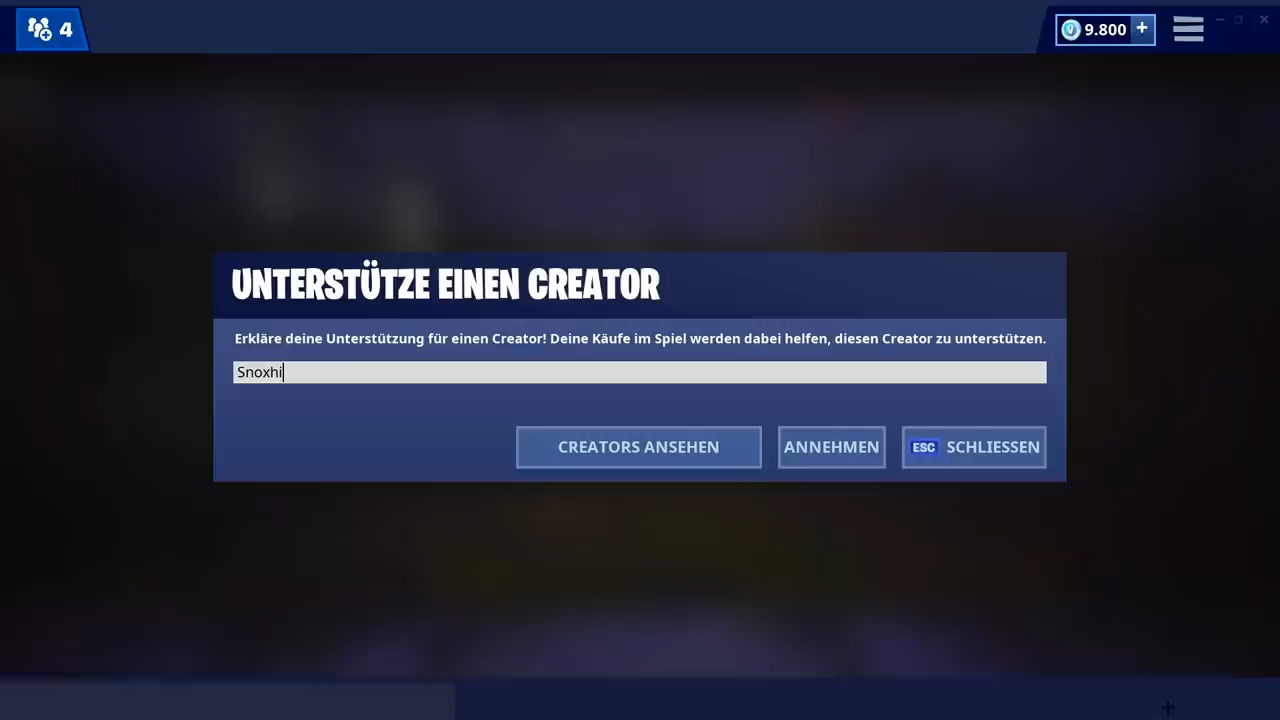 4
9.800 +
UNTERSTÜTZE EINEN CREATOR
Erkläre deine Unterstützung für einen Creator! Deine Käufe im Spiel werden dabei helfen, diesen Creator zu unterstützen.
Snoxhi
CREATORS ANSEHEN ANNEHMEN ESC SCHLIESSEN